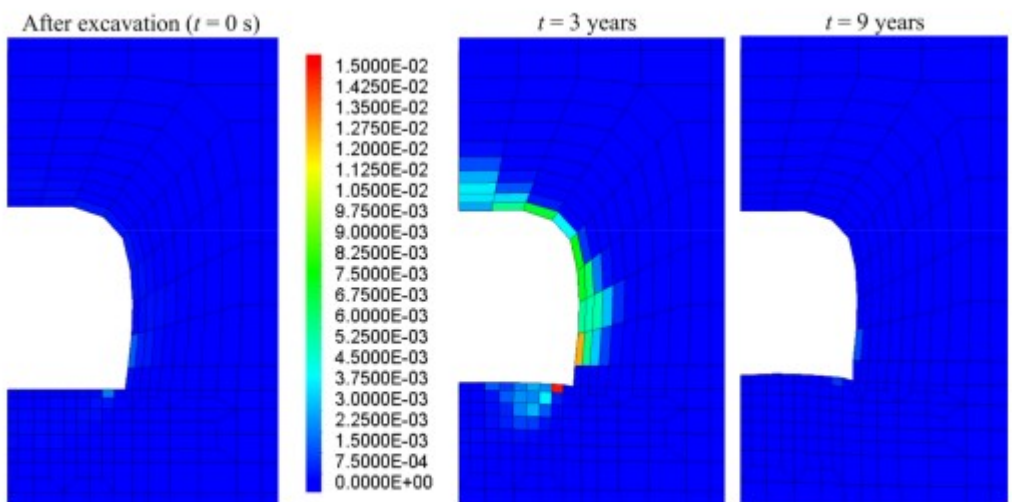 After excavation (t = 0 s)
t = 3 years
t = 9 years
1.5000E-02
1.4250E-02
1.3500E-02
1.2750E-02
1.2000E-02
1.1250E-02
1.0500E-02
9.7500E-03
9.0000E-03
8.2500E-03
7.5000E-03
6.7500E-03
6.0000E-03
5.2500E-03
4.5000E-03
3.7500E-03
3.0000E-03
2.2500E-03
1.5000E-03
7.5000E-04
0.0000E+00